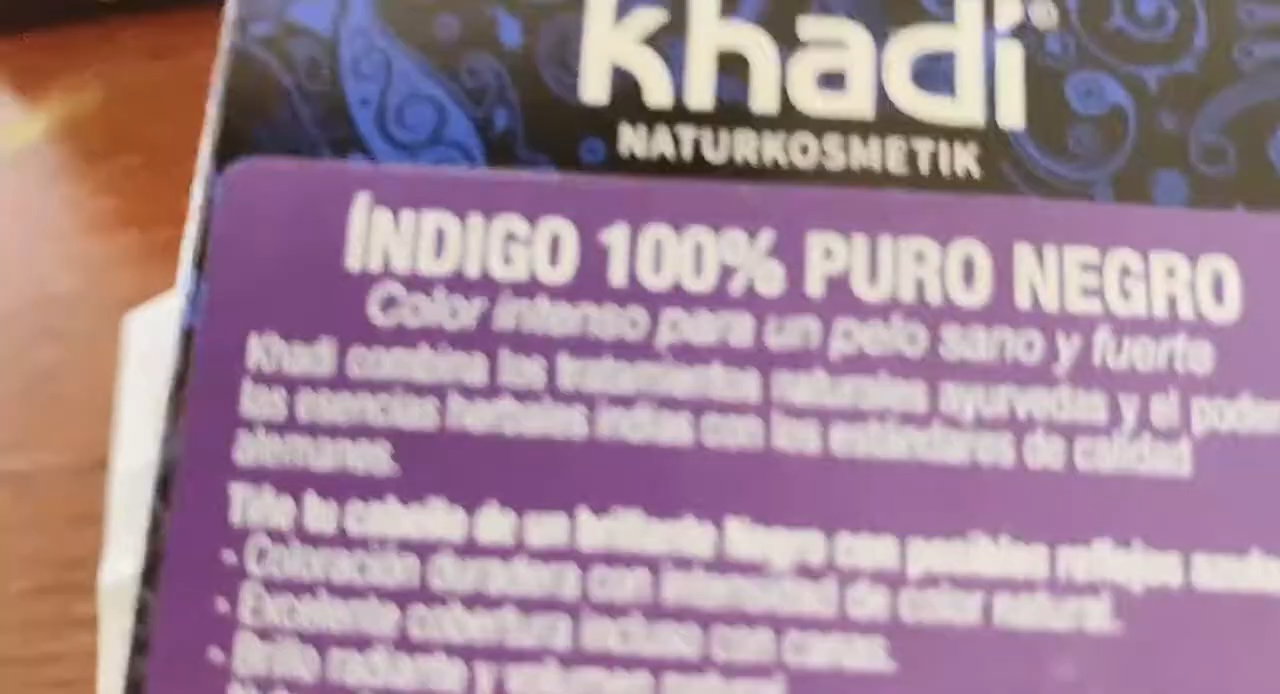 khadi®
NATURKOSMETIK
ÍNDIGO 100% PURO NEGRO
Color intenso para un pelo sano y fuerte
Khadi combina los tratamientos naturales ayurvedas y el poder
las esencias herbales indias con los estándares de calidad
alemanes.
Tiñe tu cabello de un brillante Negro con posibles reflejos
- Coloración duradera con intensidad de color natural.
- Excelente cobertura incluso con canas.
- Brillo radiante y volumen natural